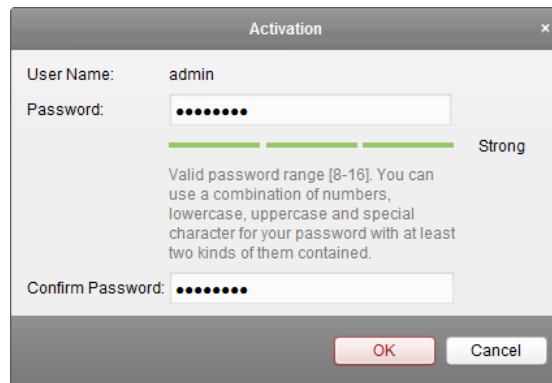 Activation ×
User Name: admin
Password: ●●●●●●●●
Strong
Valid password range [8-16]. You can
use a combination of numbers,
lowercase, uppercase and special
character for your password with at least
two kinds of them contained.
Confirm Password: ●●●●●●●●
OK Cancel